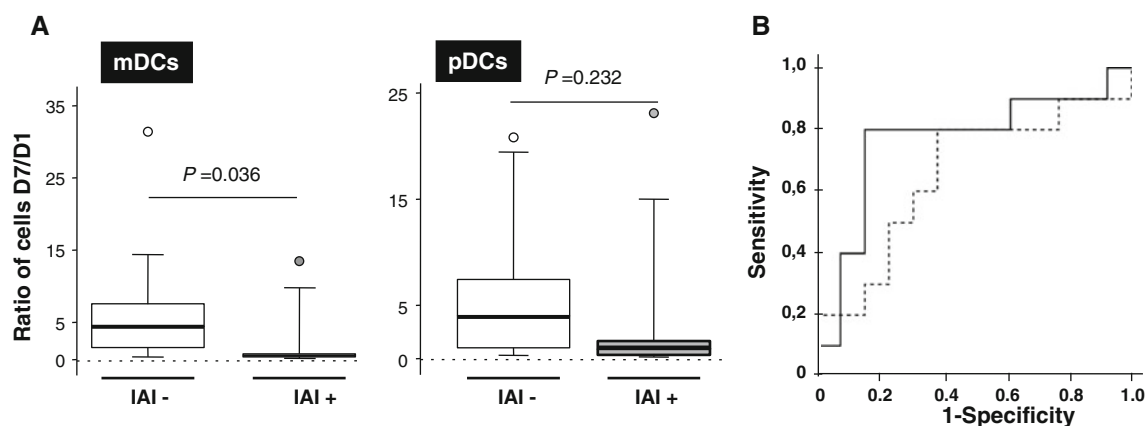 A
mDCs
pDCs
Ratio of cells D7/D1
35
25
15
5
0
P =0.036
IAI -
IAI +
25
15
5
0
P =0.232
IAI -
IAI +
B
Sensitivity
1,0
0,8
0,6
0,4
0,2
0
0
0.2
0.4
0.6
0.8
1.0
1-Specificity